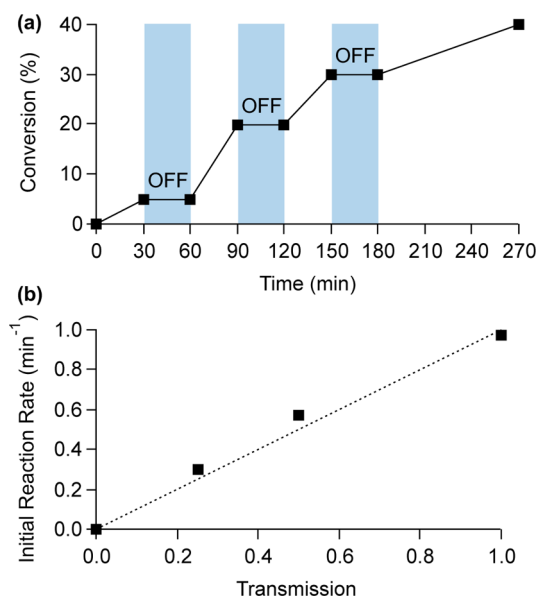 (a)
40
30
20
10
0
Conversion (%)
OFF
OFF
OFF
0 30 60 90 120 150 180 210 240 270
Time (min)
(b)
1.0
0.8
0.6
0.4
0.2
0.0
Initial Reaction Rate (min⁻¹)
0.0 0.2 0.4 0.6 0.8 1.0
Transmission